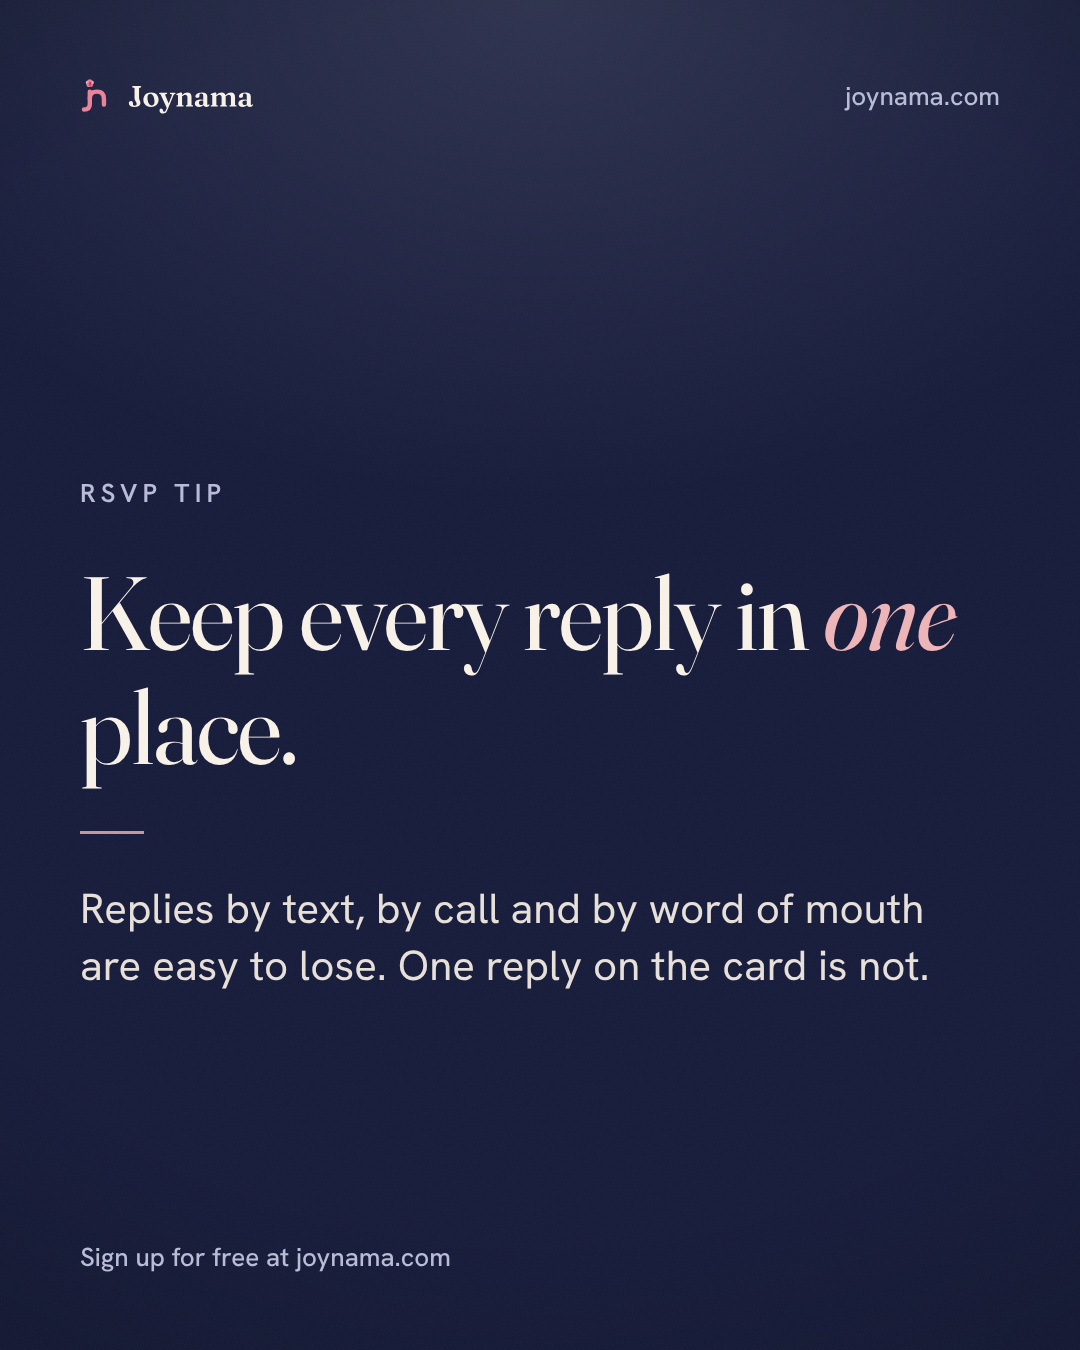 Joynama
joynama.com
RSVP TIP
Keep every reply in one
place.
Replies by text, by call and by word of mouth
are easy to lose. One reply on the card is not.
Sign up for free at joynama.com